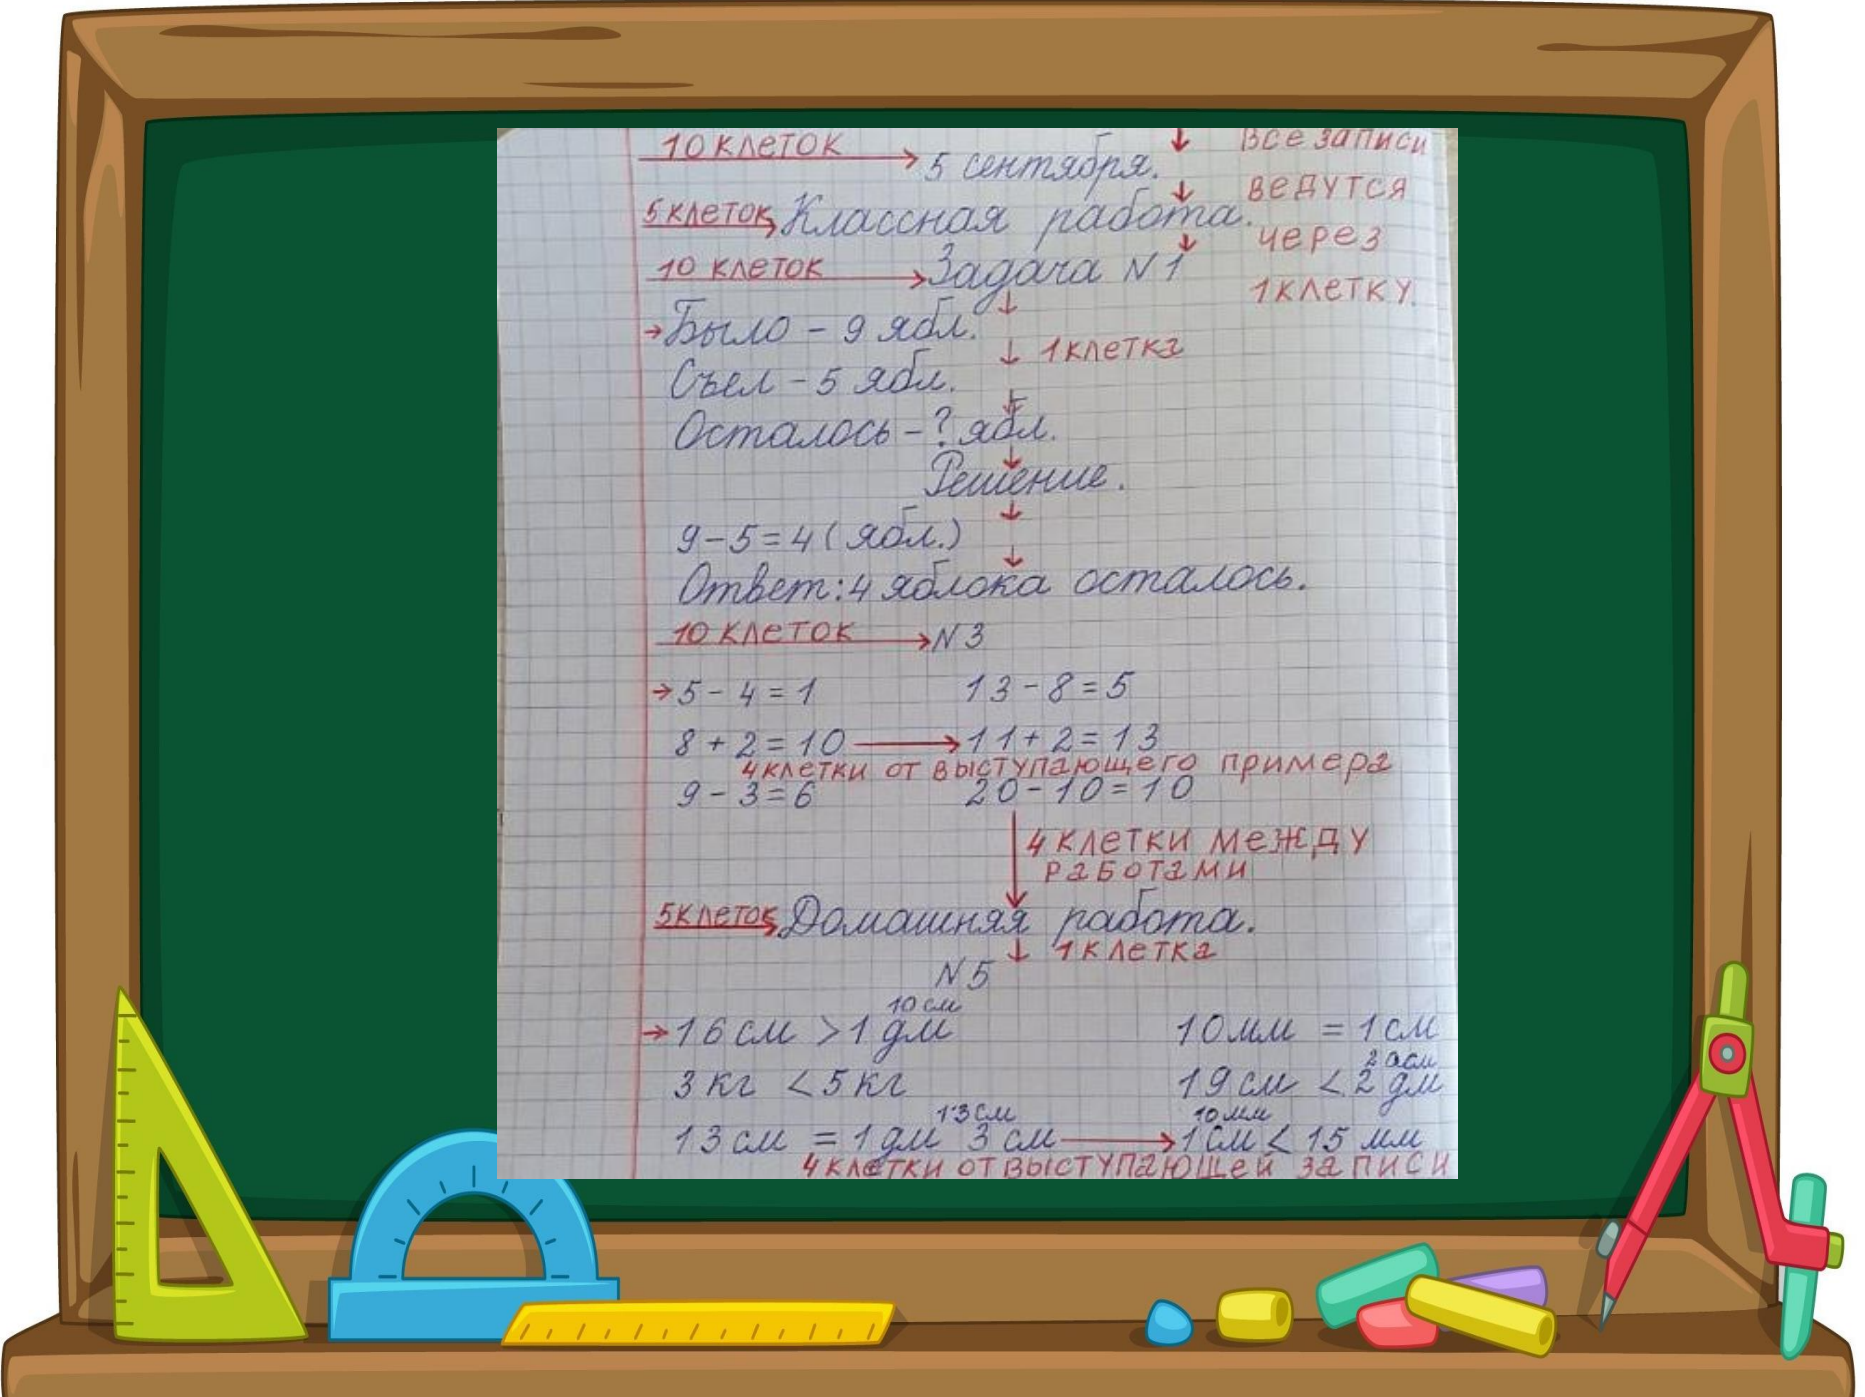 10 клеток 5 сентября. Все записи
ведутся
5 клеток Классная работа.
через
10 клеток Задача N 1
1 клетку.
Было - 9 ябл.
1 клетка
Съел - 5 ябл.
Осталось - ? ябл.
Решение.
9 - 5 = 4 ( ябл.)
Ответ: 4 яблока осталось.
10 клеток N 3
5 - 4 = 1 13 - 8 = 5
8 + 2 = 10 11 + 2 = 13
4 клетки от выступающего примера
9 - 3 = 6 20 - 10 = 10
4 клетки между
работами
5 клеток Домашняя работа.
1 клетка
N 5
10 см
16 см > 1 дм 10 мм = 1 см
20см
3 кг < 5 кг 19 см < 2 дм
13 см 10 мм
13 см = 1 дм 3 см 1 см < 15 мм
4 клетки от выступающей записи